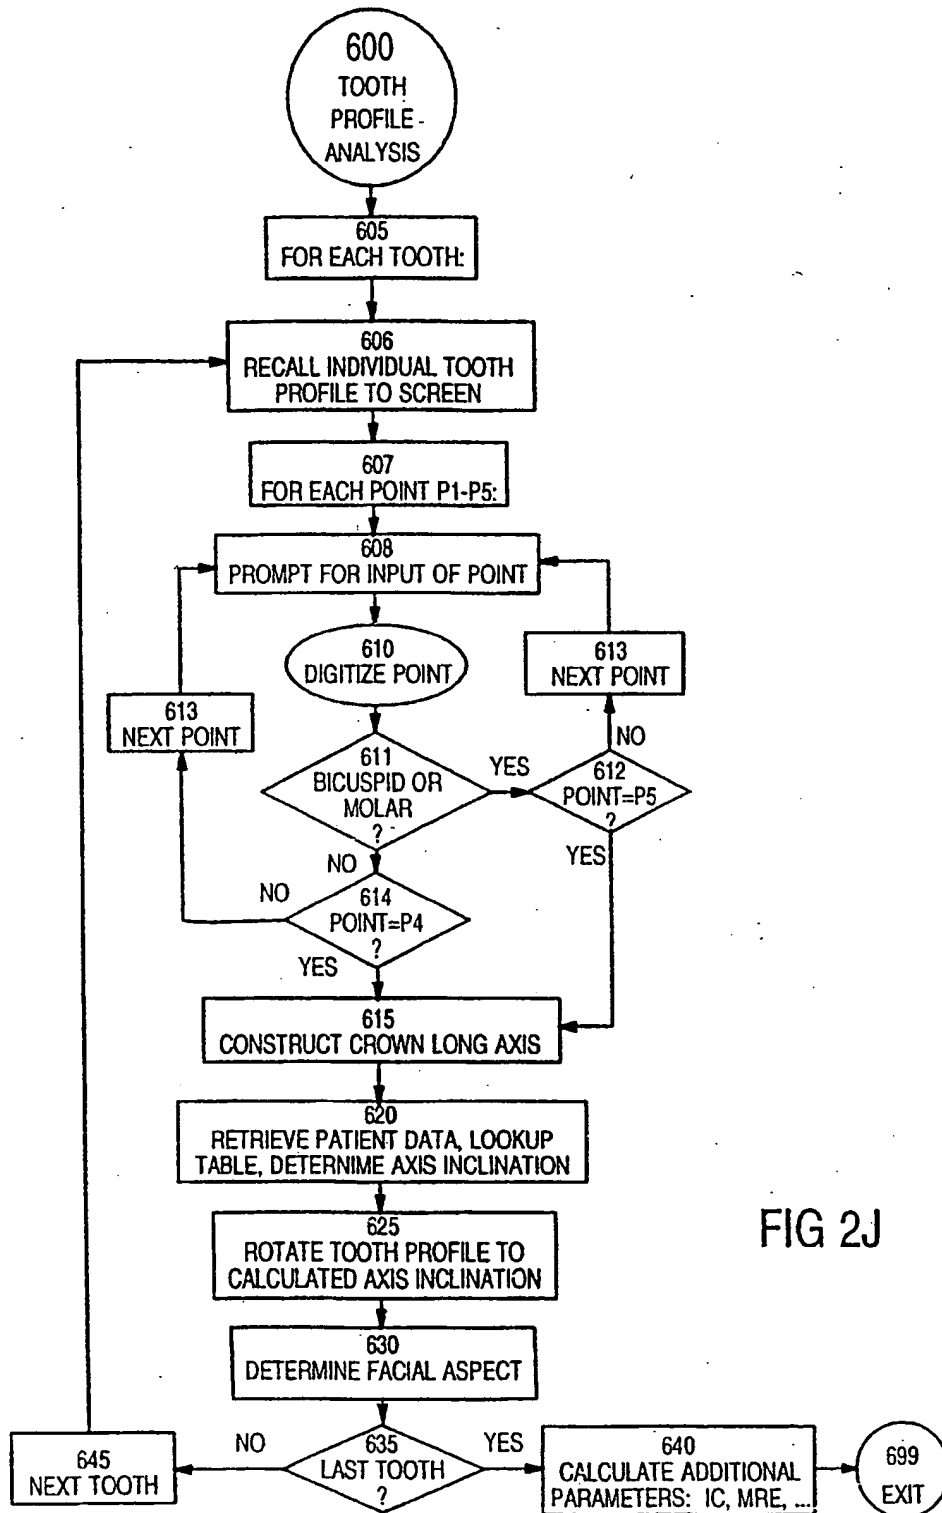 600
TOOTH
PROFILE
ANALYSIS
605
FOR EACH TOOTH:
606
RECALL INDIVIDUAL TOOTH
PROFILE TO SCREEN
607
FOR EACH POINT P1-P5:
608
PROMPT FOR INPUT OF POINT
610
DIGITIZE POINT
613
NEXT POINT
613
NEXT POINT
611
BICUSPID OR
MOLAR
?
YES
NO
612
POINT=P5
?
NO
YES
614
POINT=P4
?
NO
YES
615
CONSTRUCT CROWN LONG AXIS
620
RETRIEVE PATIENT DATA, LOOKUP
TABLE, DETERNIME AXIS INCLINATION
625
ROTATE TOOTH PROFILE TO
CALCULATED AXIS INCLINATION
FIG 2J
630
DETERMINE FACIAL ASPECT
635
LAST TOOTH
?
NO
YES
645
NEXT TOOTH
640
CALCULATE ADDITIONAL
PARAMETERS: IC, MRE, ...
699
EXIT